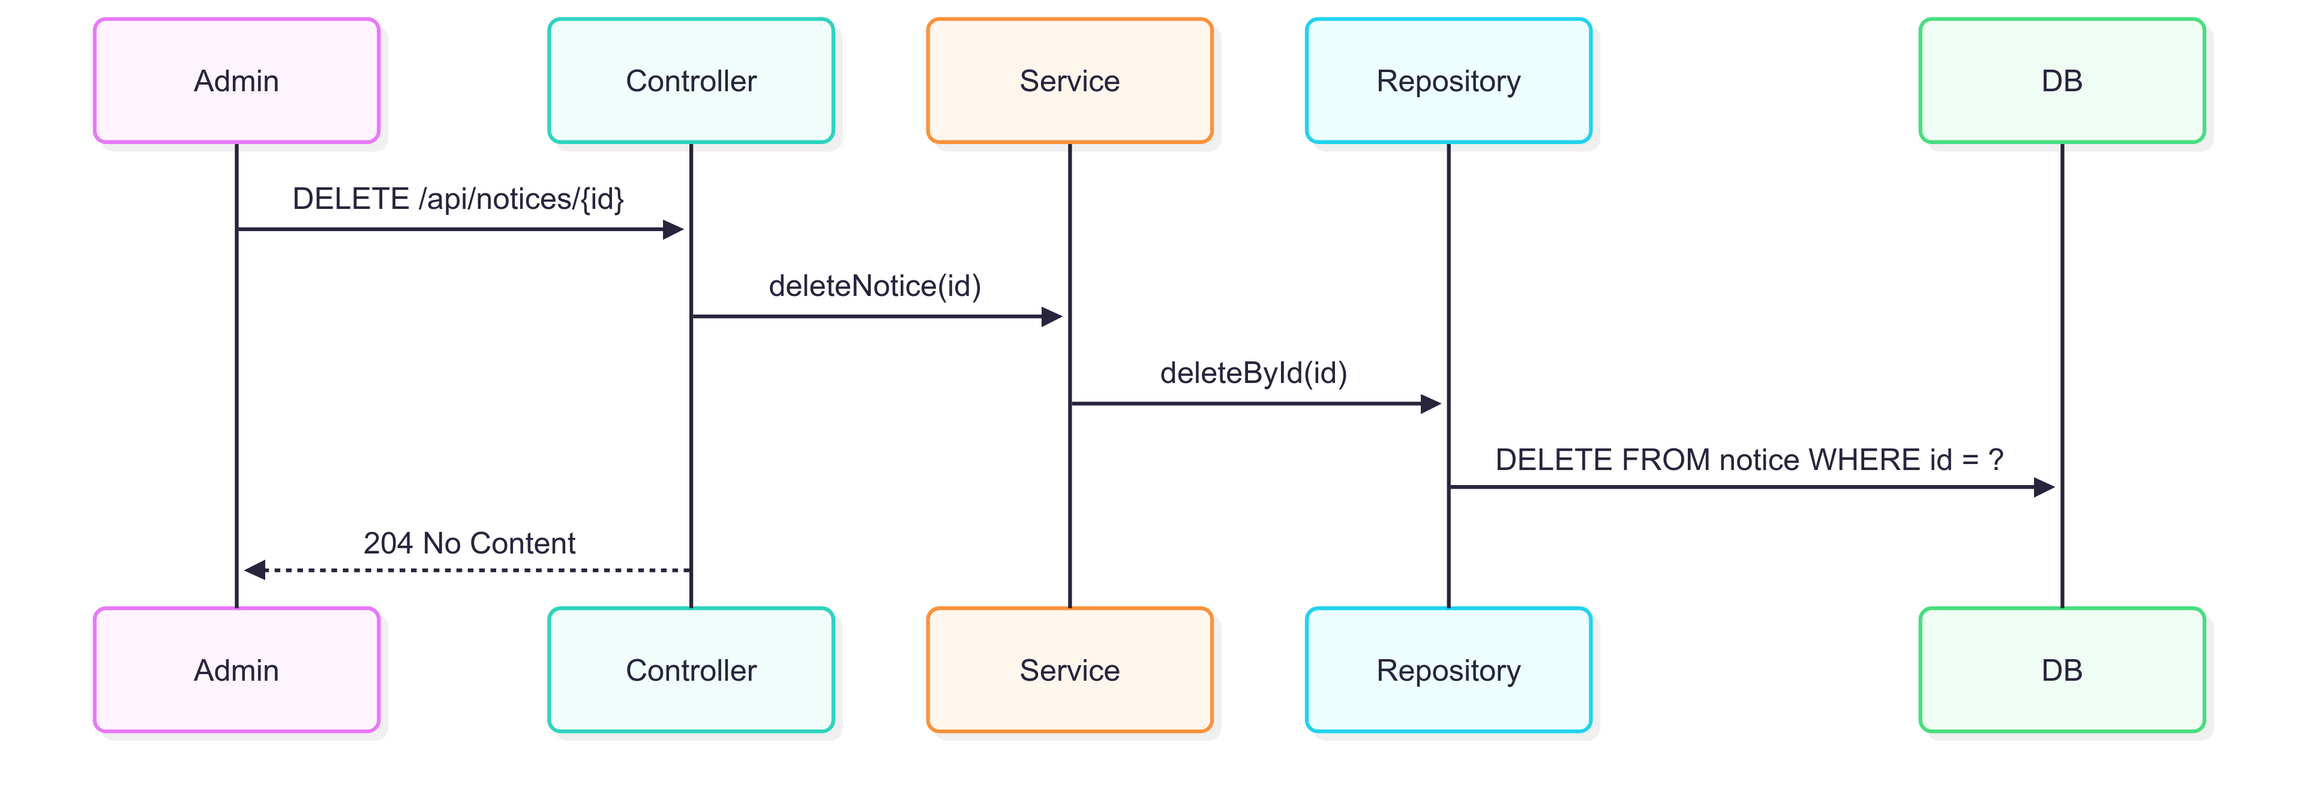 Admin
Controller
Service
Repository
DB
DELETE /api/notices/{id}
deleteNotice(id)
deleteById(id)
DELETE FROM notice WHERE id = ?
204 No Content
Admin
Controller
Service
Repository
DB